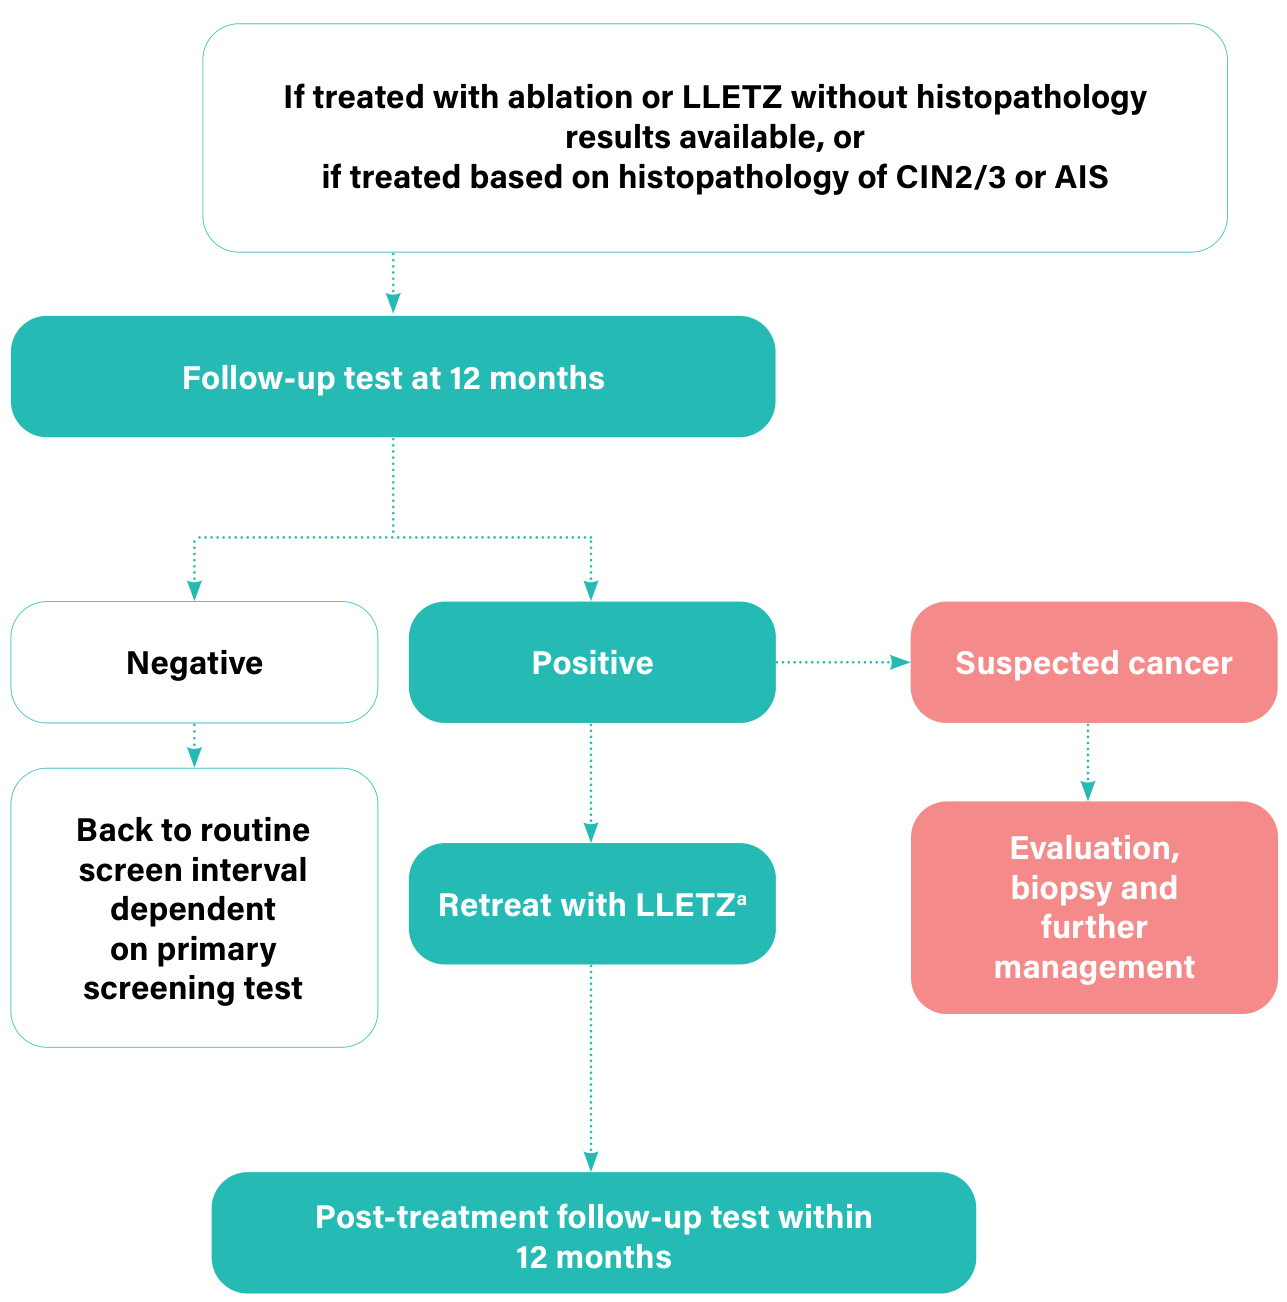 If treated with ablation or LLETZ without histopathology
results available, or
if treated based on histopathology of CIN2/3 or AIS
Follow-up test at 12 months
Negative
Positive
Suspected cancer
Back to routine
screen interval
dependent
on primary
screening test
Retreat with LLETZᵃ
Evaluation,
biopsy and
further
management
Post-treatment follow-up test within
12 months